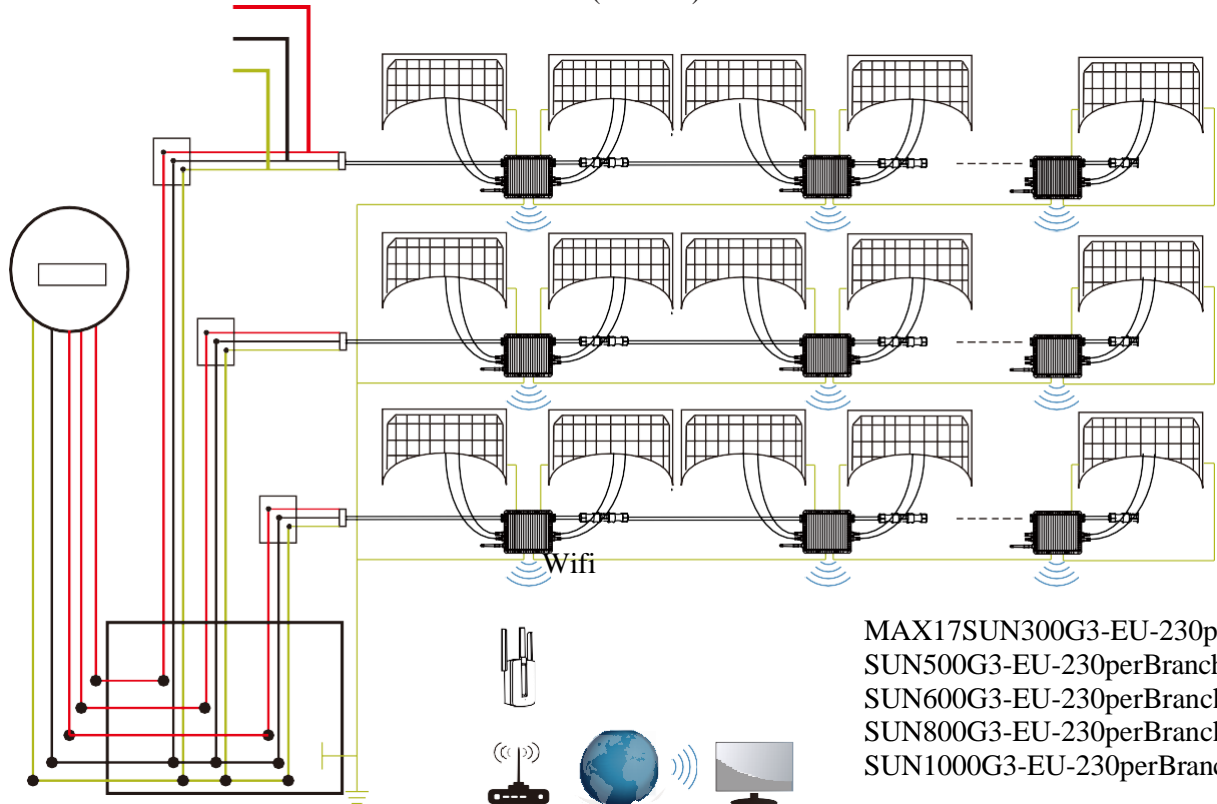 Wifi
MAX17SUN300G3-EU-230p
SUN500G3-EU-230perBranch
SUN600G3-EU-230perBranch
SUN800G3-EU-230perBranch
SUN1000G3-EU-230perBranc